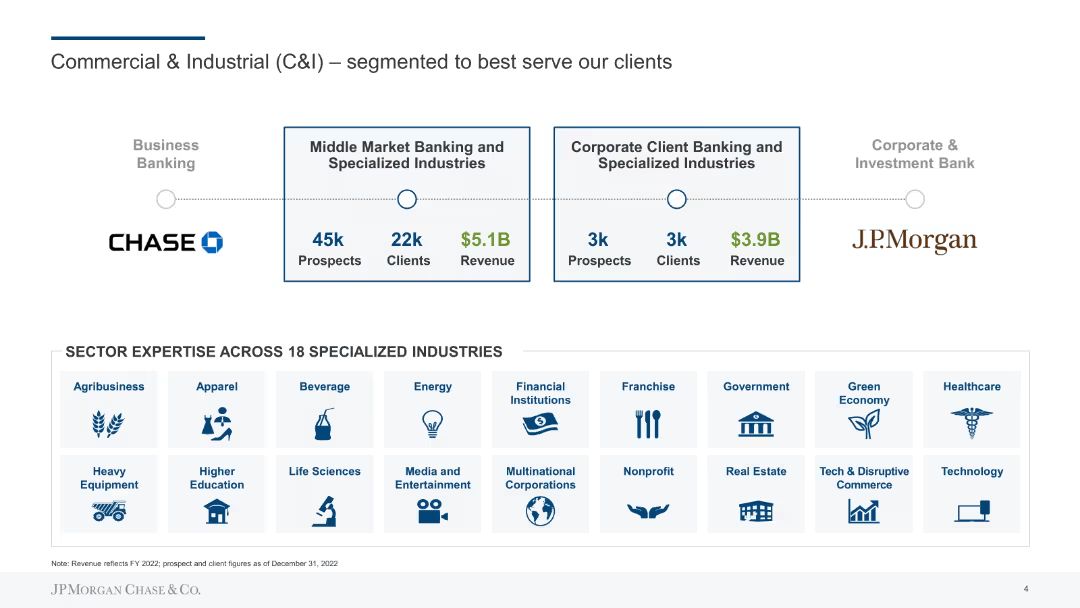 Commercial & Industrial (C&I) – segmented to best serve our clients
Business
Banking
CHASE
Middle Market Banking and
Specialized Industries
45k
Prospects
22k
Clients
$5.1B
Revenue
Corporate Client Banking and
Specialized Industries
3k
Prospects
3k
Clients
$3.9B
Revenue
Corporate &
Investment Bank
J.P.Morgan
SECTOR EXPERTISE ACROSS 18 SPECIALIZED INDUSTRIES
Agribusiness
Apparel
Beverage
Energy
Financial
Institutions
$
Franchise
Government
Green
Economy
Healthcare
Heavy
Equipment
Higher
Education
Life Sciences
Media and
Entertainment
Multinational
Corporations
Nonprofit
Real Estate
Tech & Disruptive
Commerce
Technology
Note: Revenue reflects FY 2022; prospect and client figures as of December 31, 2022
JPMORGAN CHASE & CO.
4